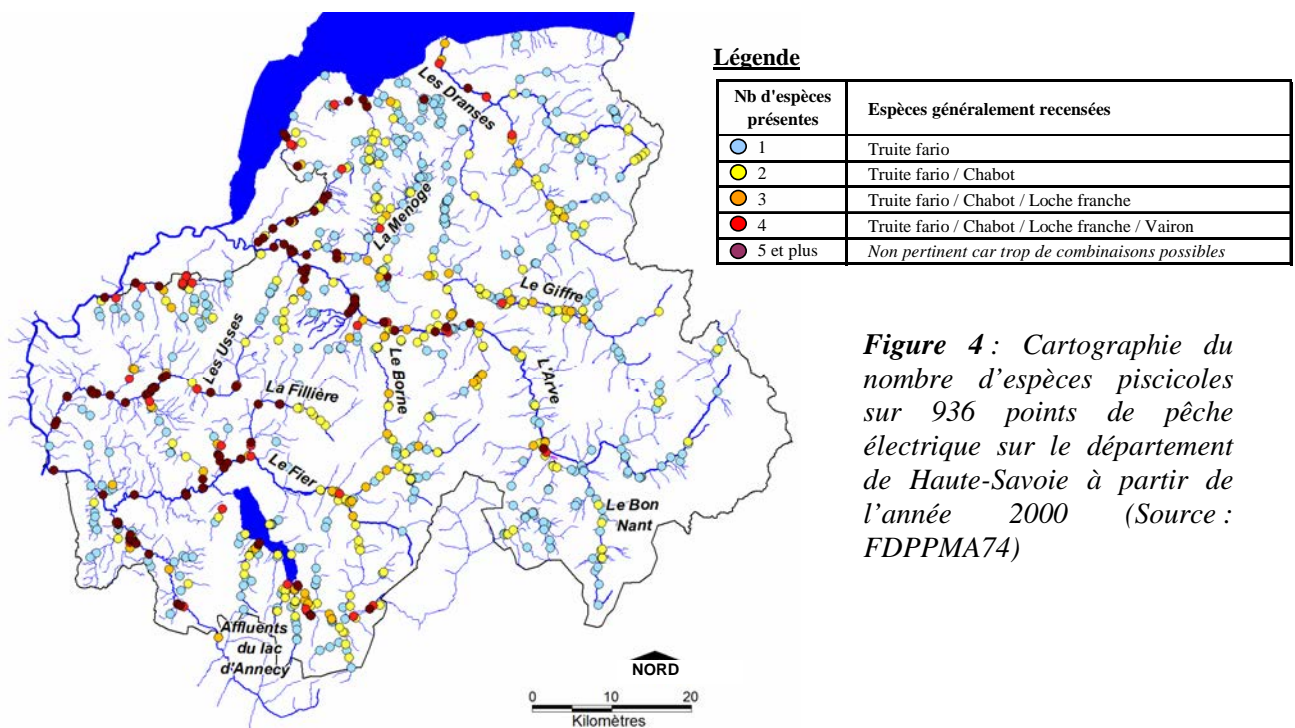 Les Dranses
La Menoge
Le Giffre
Les Usses
Le Borne
L'Arve
La Fillière
Le Fier
Le Bon
Nant
Affluents
du lac
d'Annecy
NORD
0 10 20
Kilomètres
Légende
Nb d'espèces
présentes
Espèces généralement recensées
1 Truite fario
2 Truite fario / Chabot
3 Truite fario / Chabot / Loche franche
4 Truite fario / Chabot / Loche franche / Vairon
5 et plus Non pertinent car trop de combinaisons possibles
Figure 4 : Cartographie du
nombre d'espèces piscicoles
sur 936 points de pêche
électrique sur le département
de Haute-Savoie à partir de
l'année 2000 (Source :
FDPPMA74)